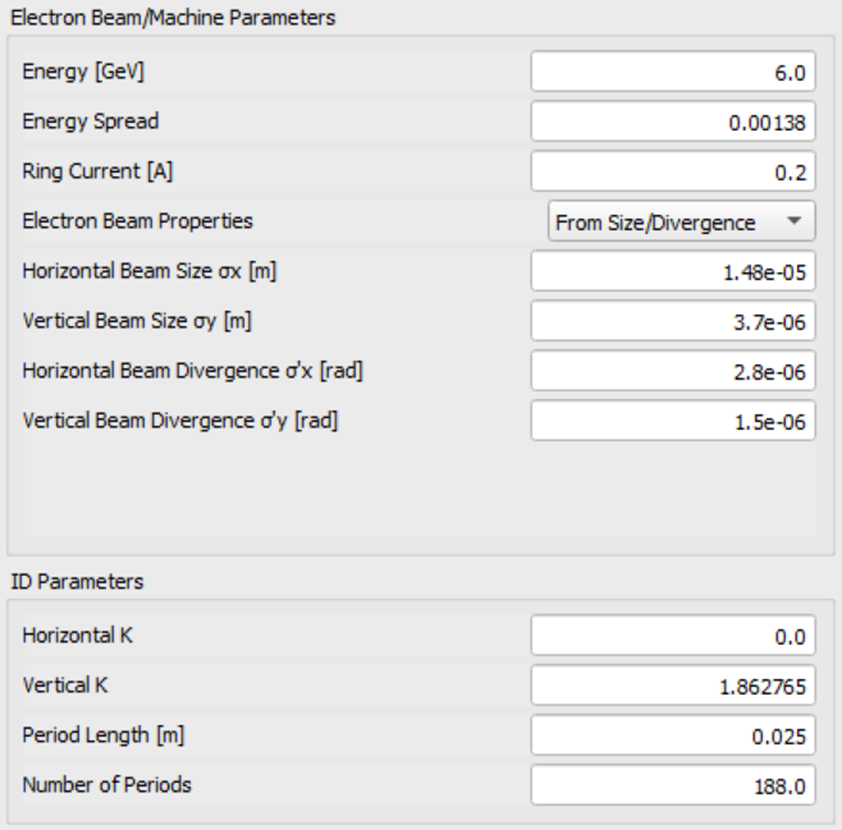 Electron Beam/Machine Parameters
Energy [GeV] 6.0
Energy Spread 0.00138
Ring Current [A] 0.2
Electron Beam Properties From Size/Divergence
Horizontal Beam Size σx [m] 1.48e-05
Vertical Beam Size σy [m] 3.7e-06
Horizontal Beam Divergence σ'x [rad] 2.8e-06
Vertical Beam Divergence σ'y [rad] 1.5e-06
ID Parameters
Horizontal K 0.0
Vertical K 1.862765
Period Length [m] 0.025
Number of Periods 188.0